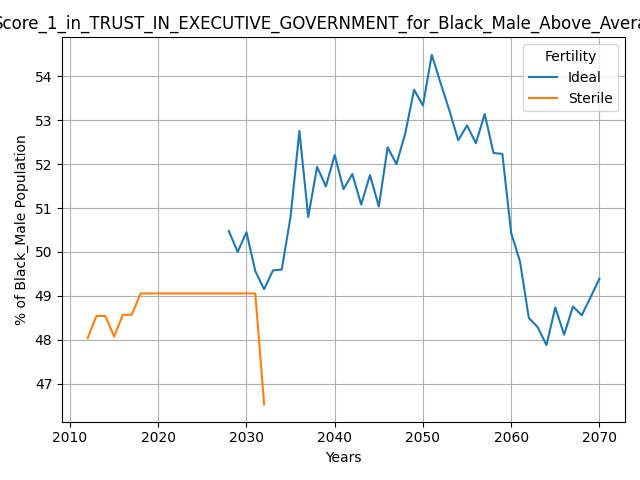 Score_1_in_TRUST_IN_EXECUTIVE_GOVERNMENT_for_Black_Male_Above_Avera
Fertility
Ideal
Sterile
% of Black_Male Population
54
53
52
51
50
49
48
47
2010 2020 2030 2040 2050 2060 2070
Years